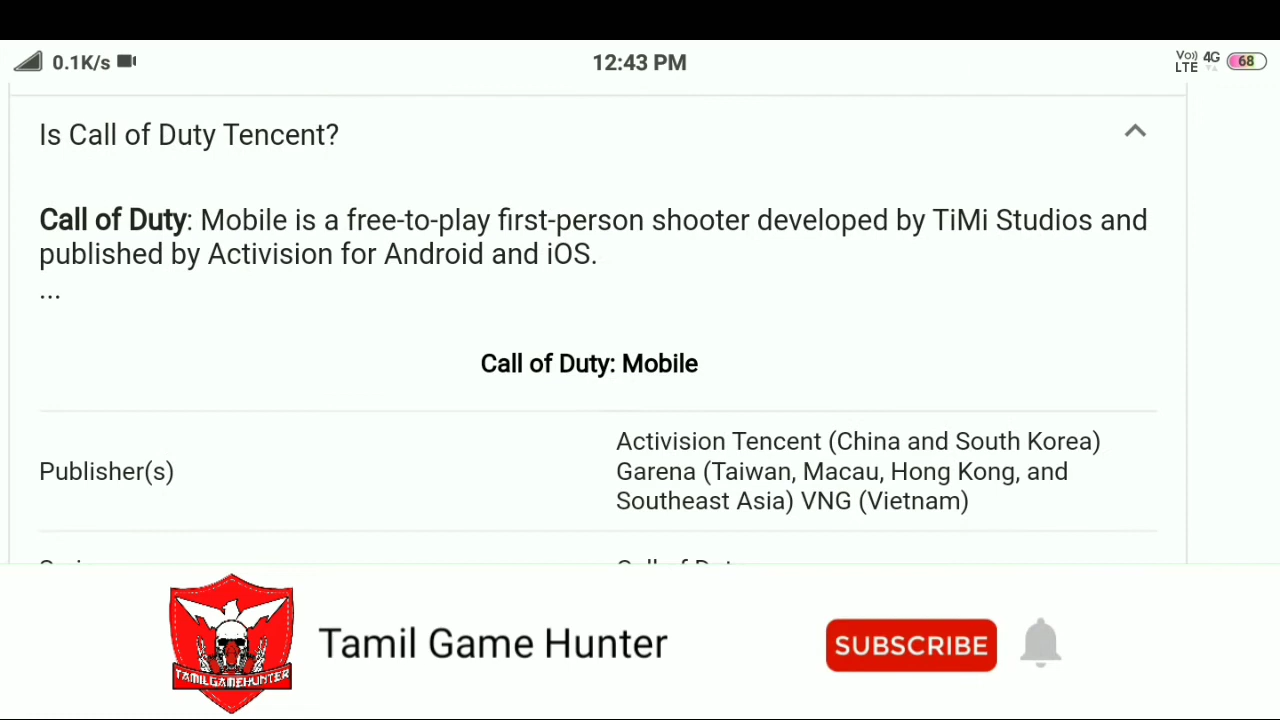 0.1K/s 12:43 PM Vo)) LTE 4G 68
Is Call of Duty Tencent?
Call of Duty: Mobile is a free-to-play first-person shooter developed by TiMi Studios and
published by Activision for Android and iOS.
...
Call of Duty: Mobile
Publisher(s)
Activision Tencent (China and South Korea)
Garena (Taiwan, Macau, Hong Kong, and
Southeast Asia) VNG (Vietnam)
TAMILGAMEHUNTER
Tamil Game Hunter
SUBSCRIBE